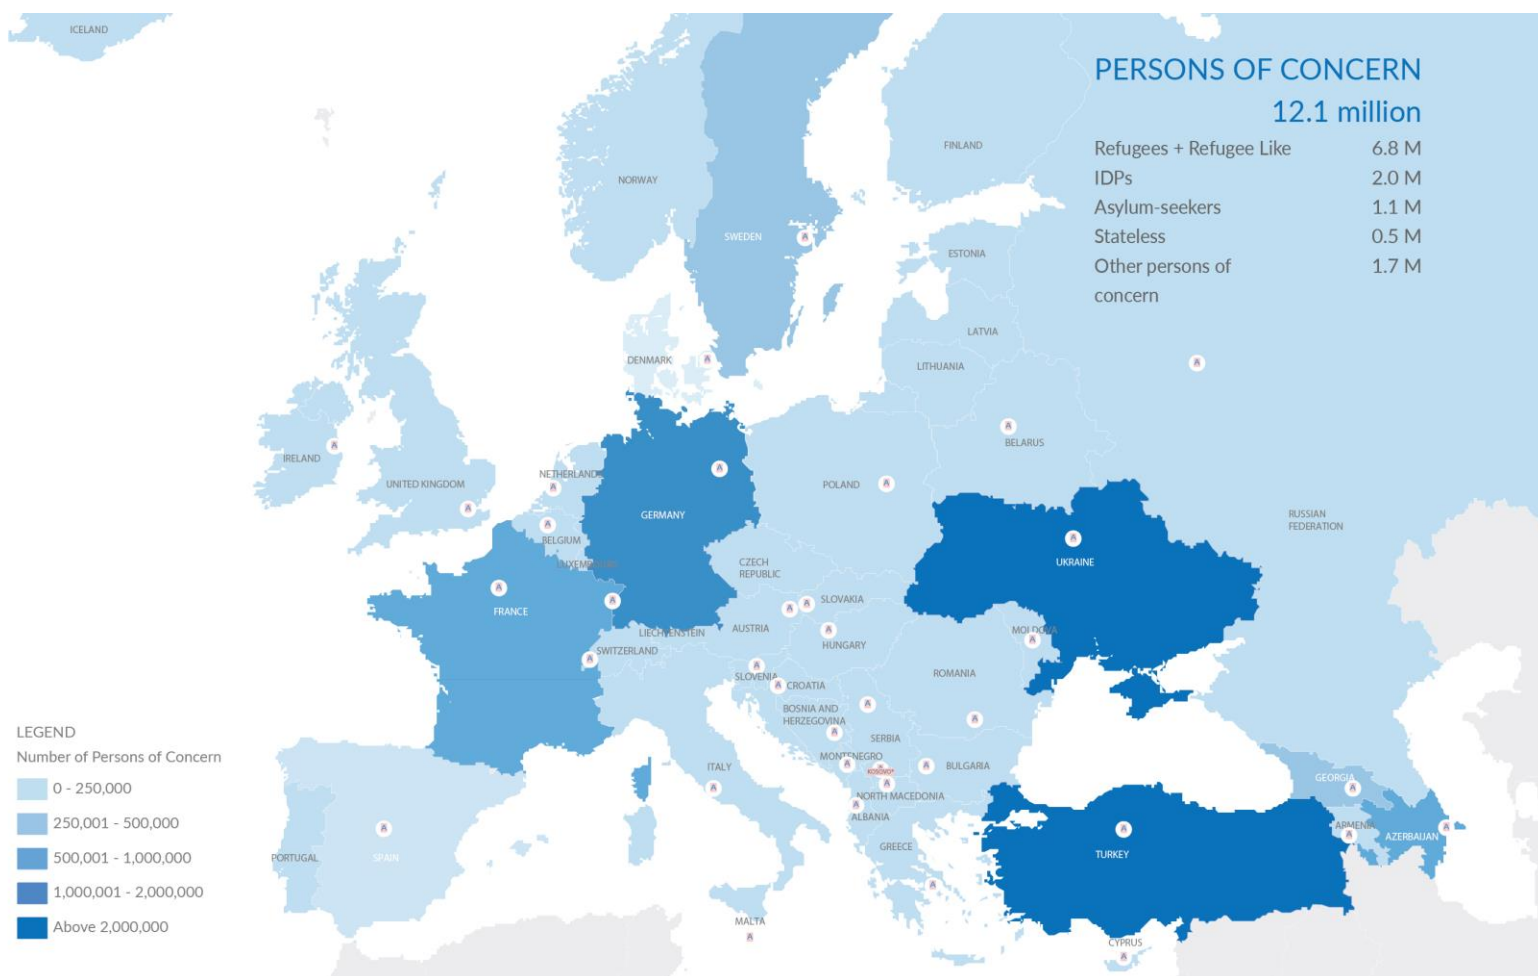 ICELAND
PERSONS OF CONCERN
12.1 million
Refugees + Refugee Like 6.8 M
IDPs 2.0 M
Asylum-seekers 1.1 M
Stateless 0.5 M
Other persons of 1.7 M
concern
FINLAND
NORWAY
SWEDEN
ESTONIA
LATVIA
LITHUANIA
DENMARK
BELARUS
IRELAND
UNITED KINGDOM
NETHERLANDS
POLAND
GERMANY
RUSSIAN
FEDERATION
BELGIUM
LUXEMBOURG
CZECH
REPUBLIC
UKRAINE
SLOVAKIA
FRANCE
LIECHTENSTEIN
AUSTRIA
MOLDOVA
HUNGARY
SWITZERLAND
SLOVENIA
CROATIA
ROMANIA
BOSNIA AND
HERZEGOVINA
SERBIA
MONTENEGRO
ITALY
KOSOVO*
BULGARIA
GEORGIA
NORTH MACEDONIA
ALBANIA
ARMENIA
AZERBAIJAN
GREECE
TURKEY
PORTUGAL
SPAIN
MALTA
CYPRUS
LEGEND
Number of Persons of Concern
0 - 250,000
250,001 - 500,000
500,001 - 1,000,000
1,000,001 - 2,000,000
Above 2,000,000